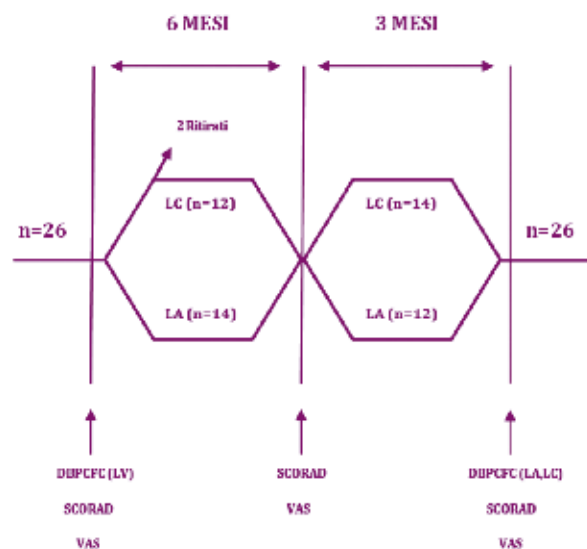 6 MESI
3 MESI
2 Ritirati
LC (n=12)
LC (n=14)
n=26
n=26
LA (n=14)
LA (n=12)
DBPCFC (LV)
SCORAD
VAS
SCORAD
VAS
DBPCFC (LA,LC)
SCORAD
VAS